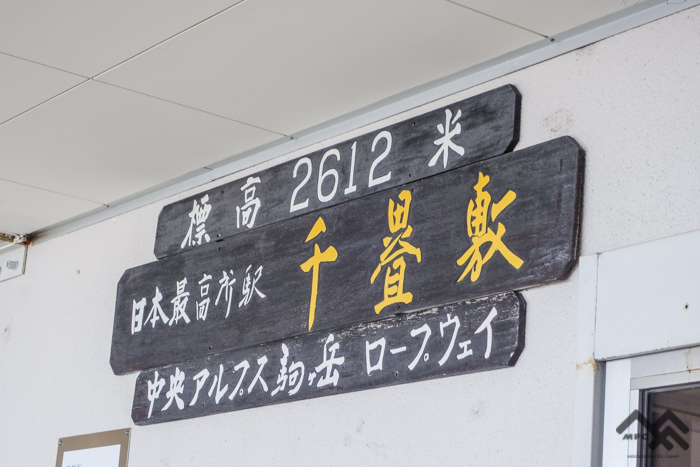 標高 2612 米
日本最高所駅 千畳敷
中央アルプス駒ヶ岳 ロープウェイ
MFC